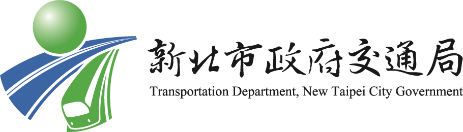 新北市政府交通局
Transportation Department, New Taipei City Government